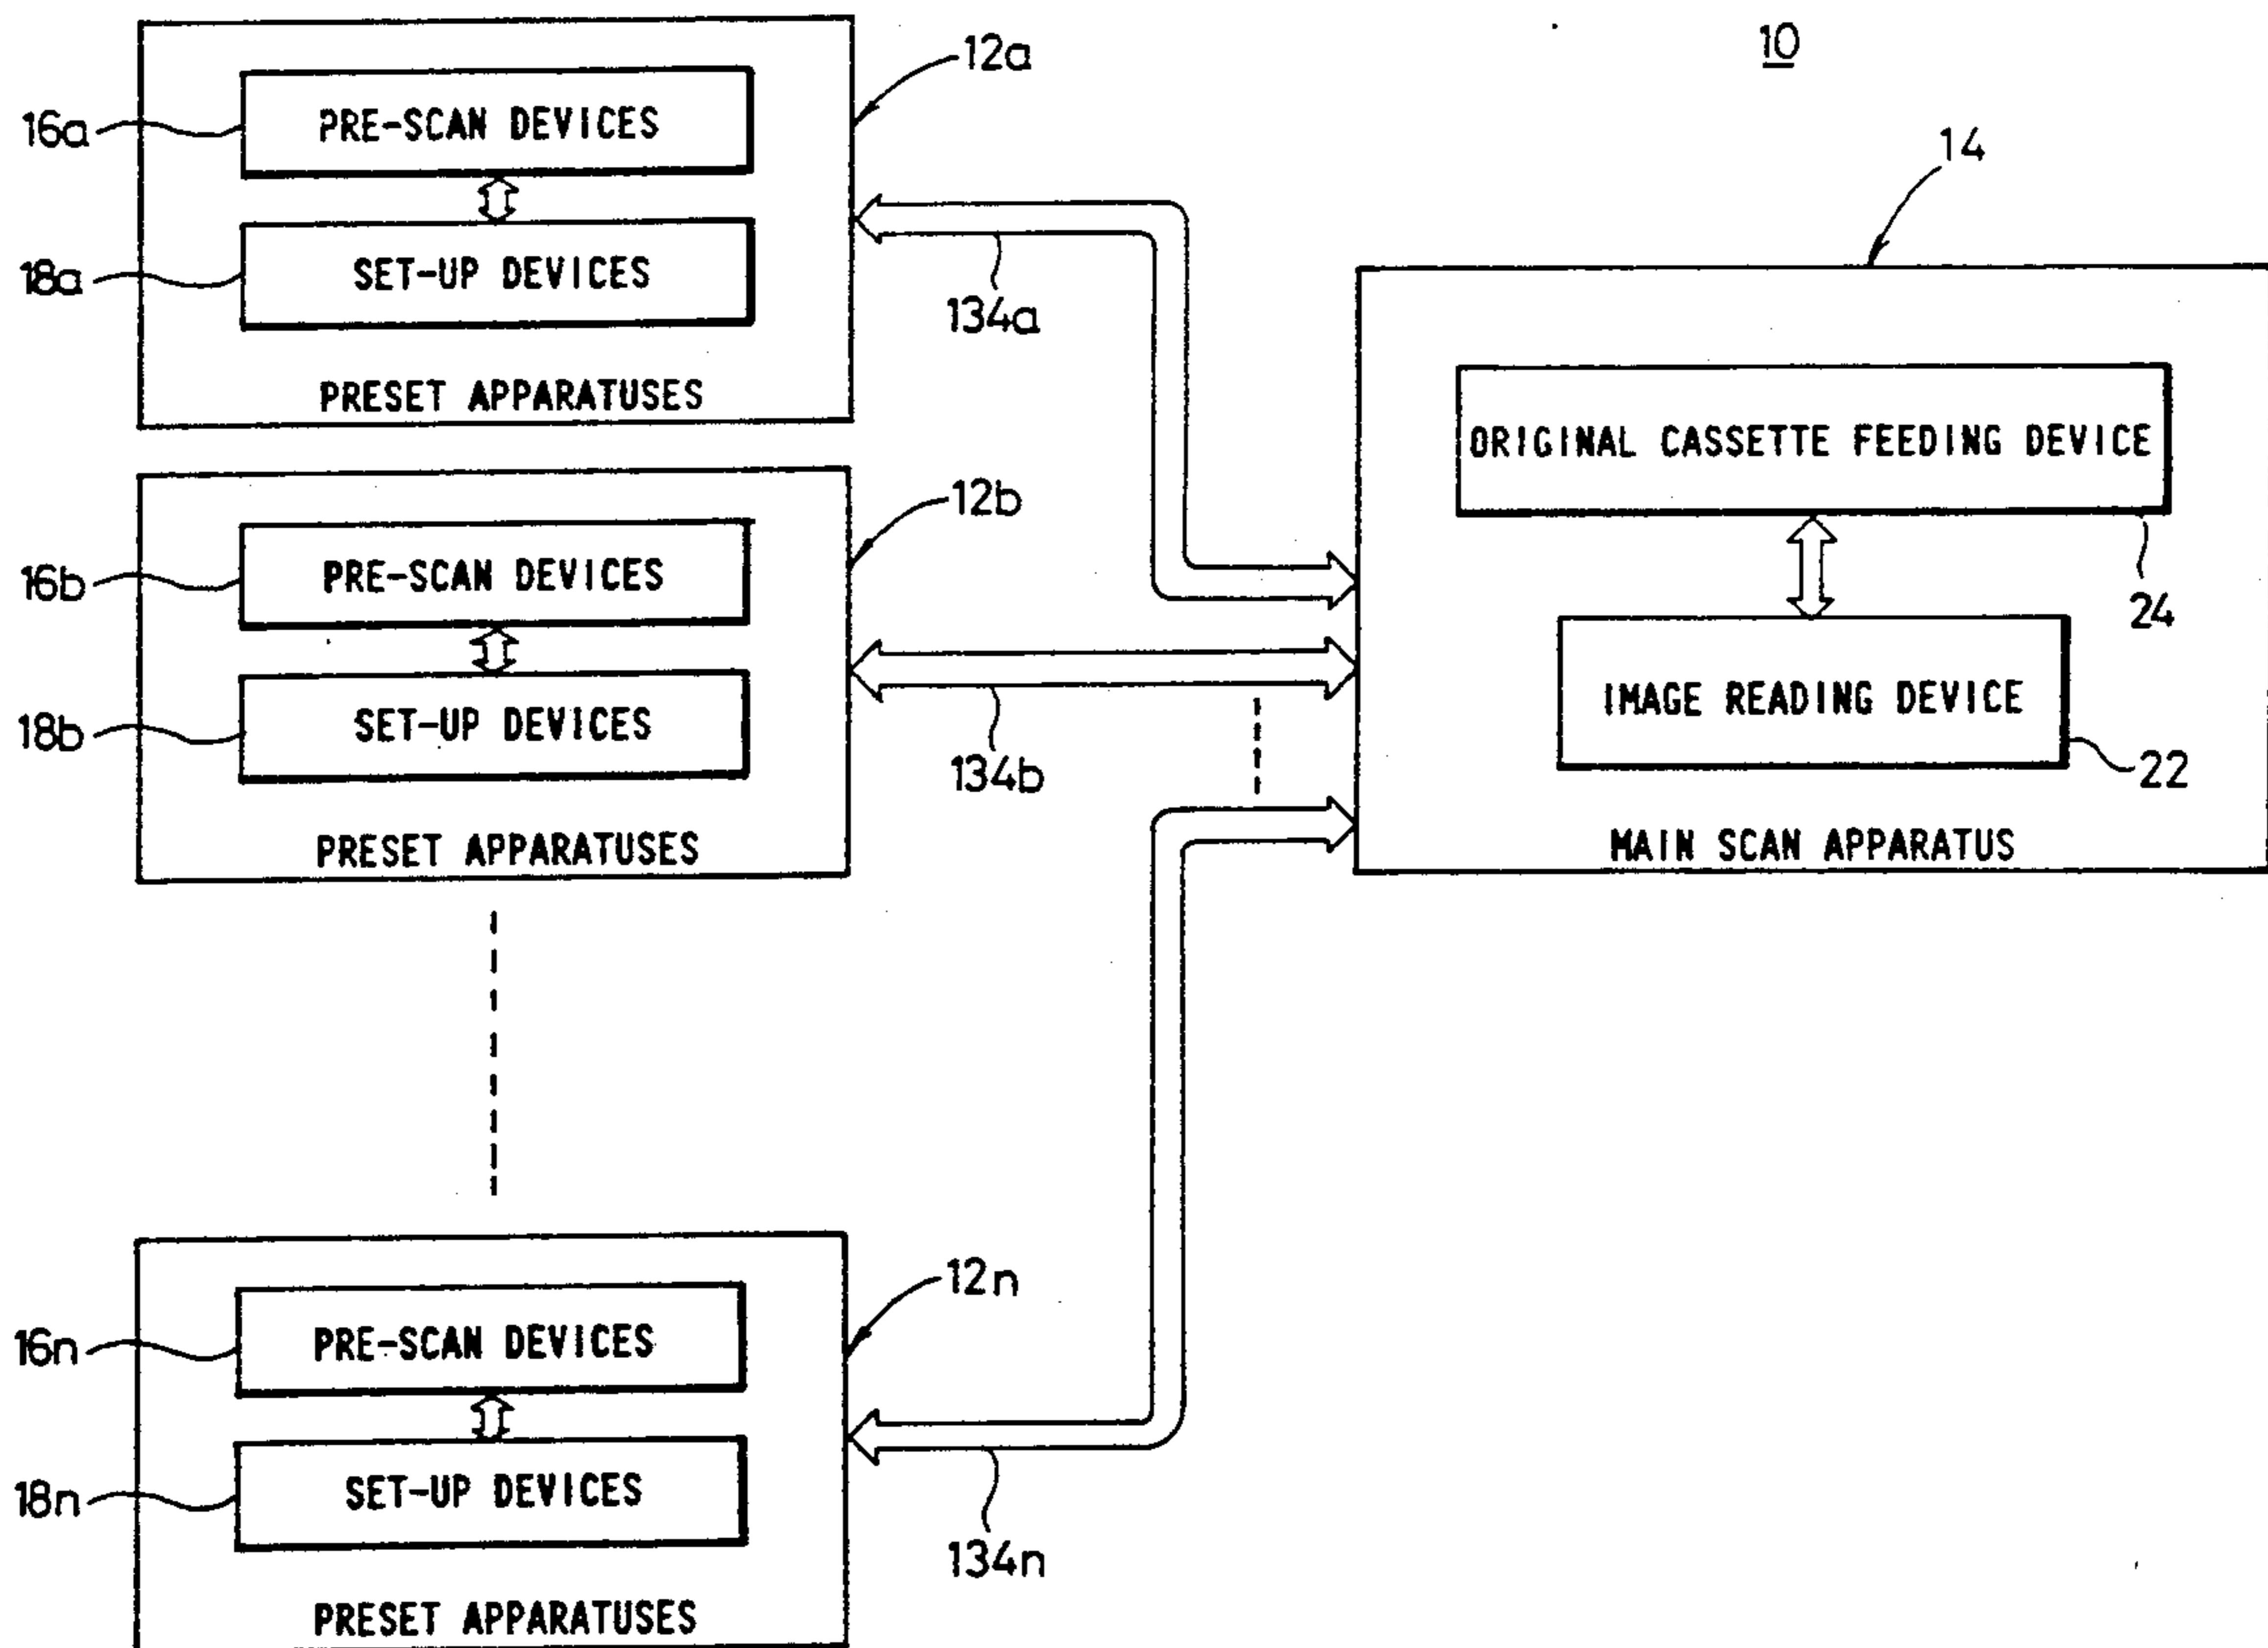 10
12a
16a
PRE-SCAN DEVICES
18a
SET-UP DEVICES
PRESET APPARATUSES
134a
14
ORIGINAL CASSETTE FEEDING DEVICE
24
IMAGE READING DEVICE
22
MAIN SCAN APPARATUS
12b
16b
PRE-SCAN DEVICES
18b
SET-UP DEVICES
PRESET APPARATUSES
134b
12n
16n
PRE-SCAN DEVICES
18n
SET-UP DEVICES
PRESET APPARATUSES
134n